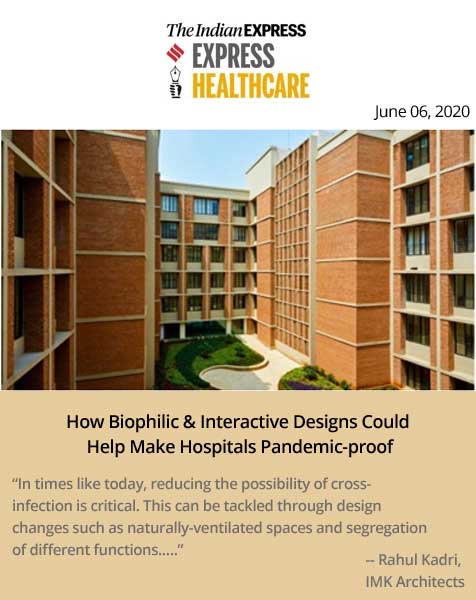 The Indian EXPRESS
EXPRESS
HEALTHCARE
June 06, 2020
How Biophilic & Interactive Designs Could
Help Make Hospitals Pandemic-proof
“In times like today, reducing the possibility of cross-
infection is critical. This can be tackled through design
changes such as naturally-ventilated spaces and segregation
of different functions.....”
-- Rahul Kadri,
IMK Architects